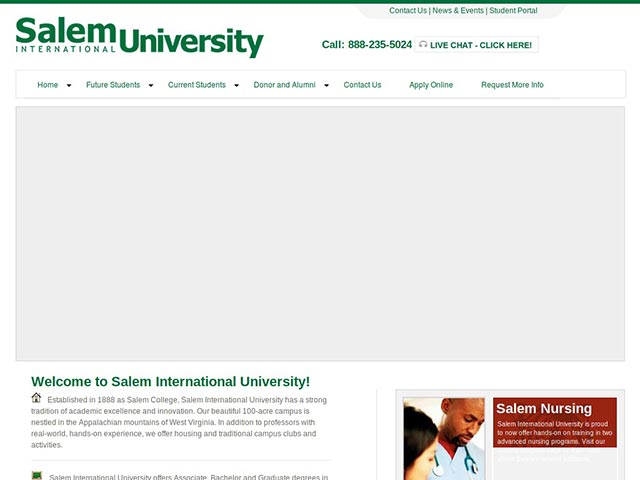 Contact Us | News & Events | Student Portal
Salem
INTERNATIONAL University
Call: 888-235-5024 LIVE CHAT - CLICK HERE!
Home Future Students Current Students Donor and Alumni Contact Us Apply Online Request More Info
Welcome to Salem International University!
Established in 1888 as Salem College, Salem International University has a strong
tradition of academic excellence and innovation. Our beautiful 100-acre campus is
nestled in the Appalachian mountains of West Virginia. In addition to professors with
real-world, hands-on experience, we offer housing and traditional campus clubs and
activities.
Salem International University offers Associate, Bachelor and Graduate degrees in
Salem Nursing
Salem International University is proud
to now offer hands-on training in two
advanced nursing programs. Visit our